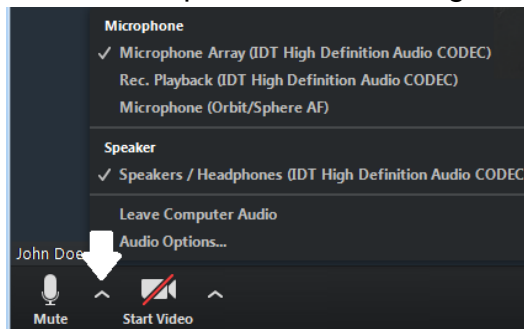 Microphone
Microphone Array (IDT High Definition Audio CODEC)
Rec. Playback (IDT High Definition Audio CODEC)
Microphone (Orbit/Sphere AF)
Speaker
Speakers / Headphones (IDT High Definition Audio CODEC
Leave Computer Audio
Audio Options...
John Doe
Mute
Start Video